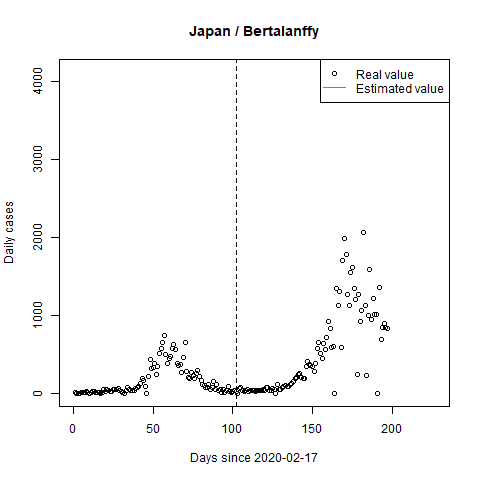 Japan / Bertalanffy
Real value
Estimated value
Daily cases
4000
3000
2000
1000
0
0
50
100
150
200
Days since 2020-02-17